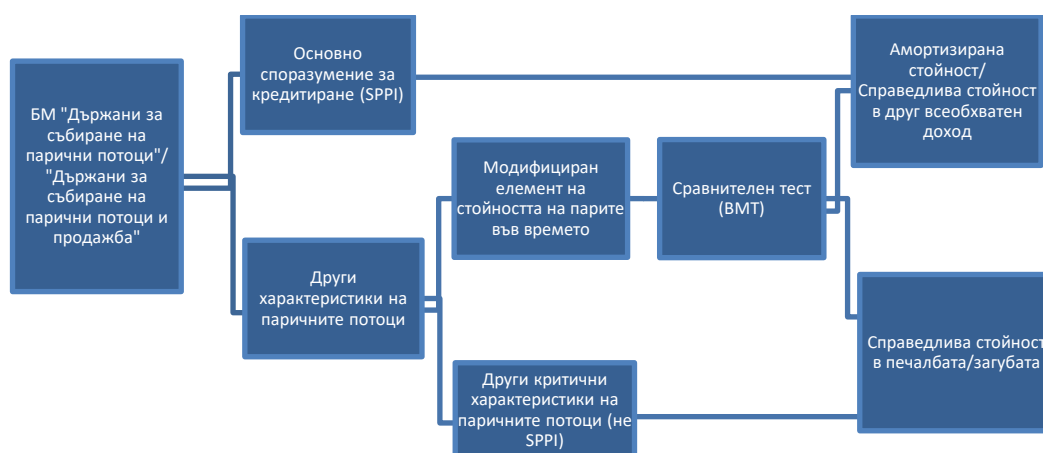 БМ "Държани за
събиране на
парични потоци"/
"Държани за
събиране на
парични потоци и
продажба"
Основно
споразумение за
кредитиране (SPPI)
Други
характеристики на
паричните потоци
Модифициран
елемент на
стойността на парите
във времето
Други критични
характеристики на
паричните потоци (не
SPPI)
Сравнителен тест
(BMT)
Амортизирана
стойност/
Справедлива стойност
в друг всеобхватен
доход
Справедлива стойност
в печалбата/загубата